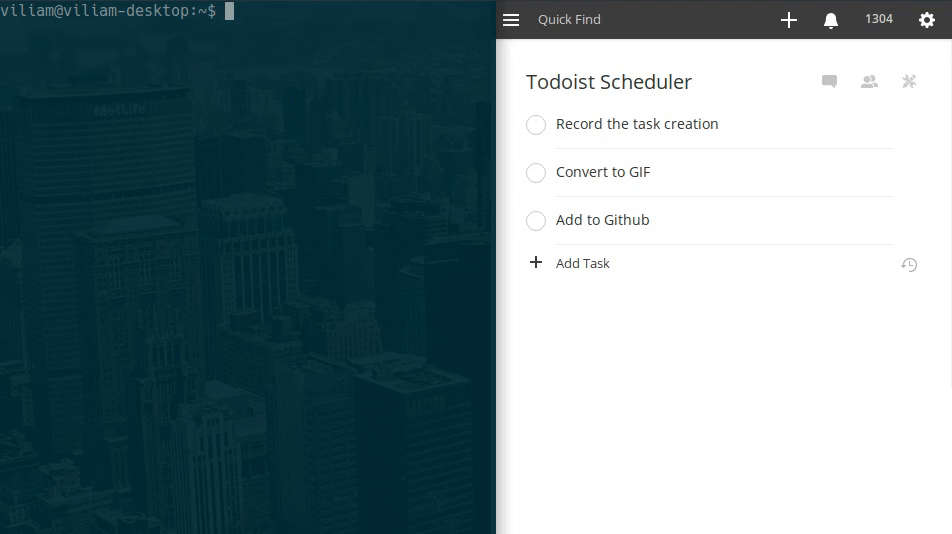 viliam@viliam-desktop:~$
MetLife
Quick Find
1304
Todoist Scheduler
Record the task creation
Convert to GIF
Add to Github
Add Task